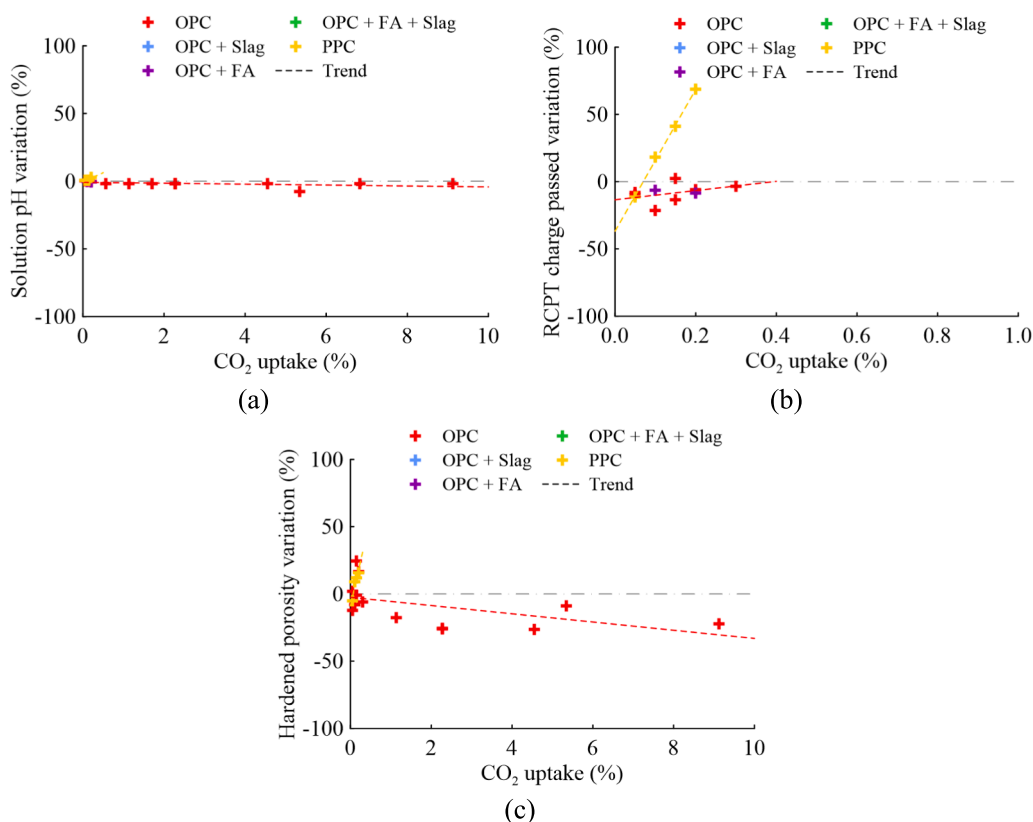 OPC
OPC + FA + Slag
OPC + Slag
PPC
OPC + FA
Trend
Solution pH variation (%)
100
50
0
-50
-100
0 2 4 6 8 10
CO₂ uptake (%)
(a)
OPC
OPC + FA + Slag
OPC + Slag
PPC
OPC + FA
Trend
RCPT charge passed variation (%)
100
50
0
-50
-100
0.0 0.2 0.4 0.6 0.8 1.0
CO₂ uptake (%)
(b)
OPC
OPC + FA + Slag
OPC + Slag
PPC
OPC + FA
Trend
Hardened porosity variation (%)
100
50
0
-50
-100
0 2 4 6 8 10
CO₂ uptake (%)
(c)